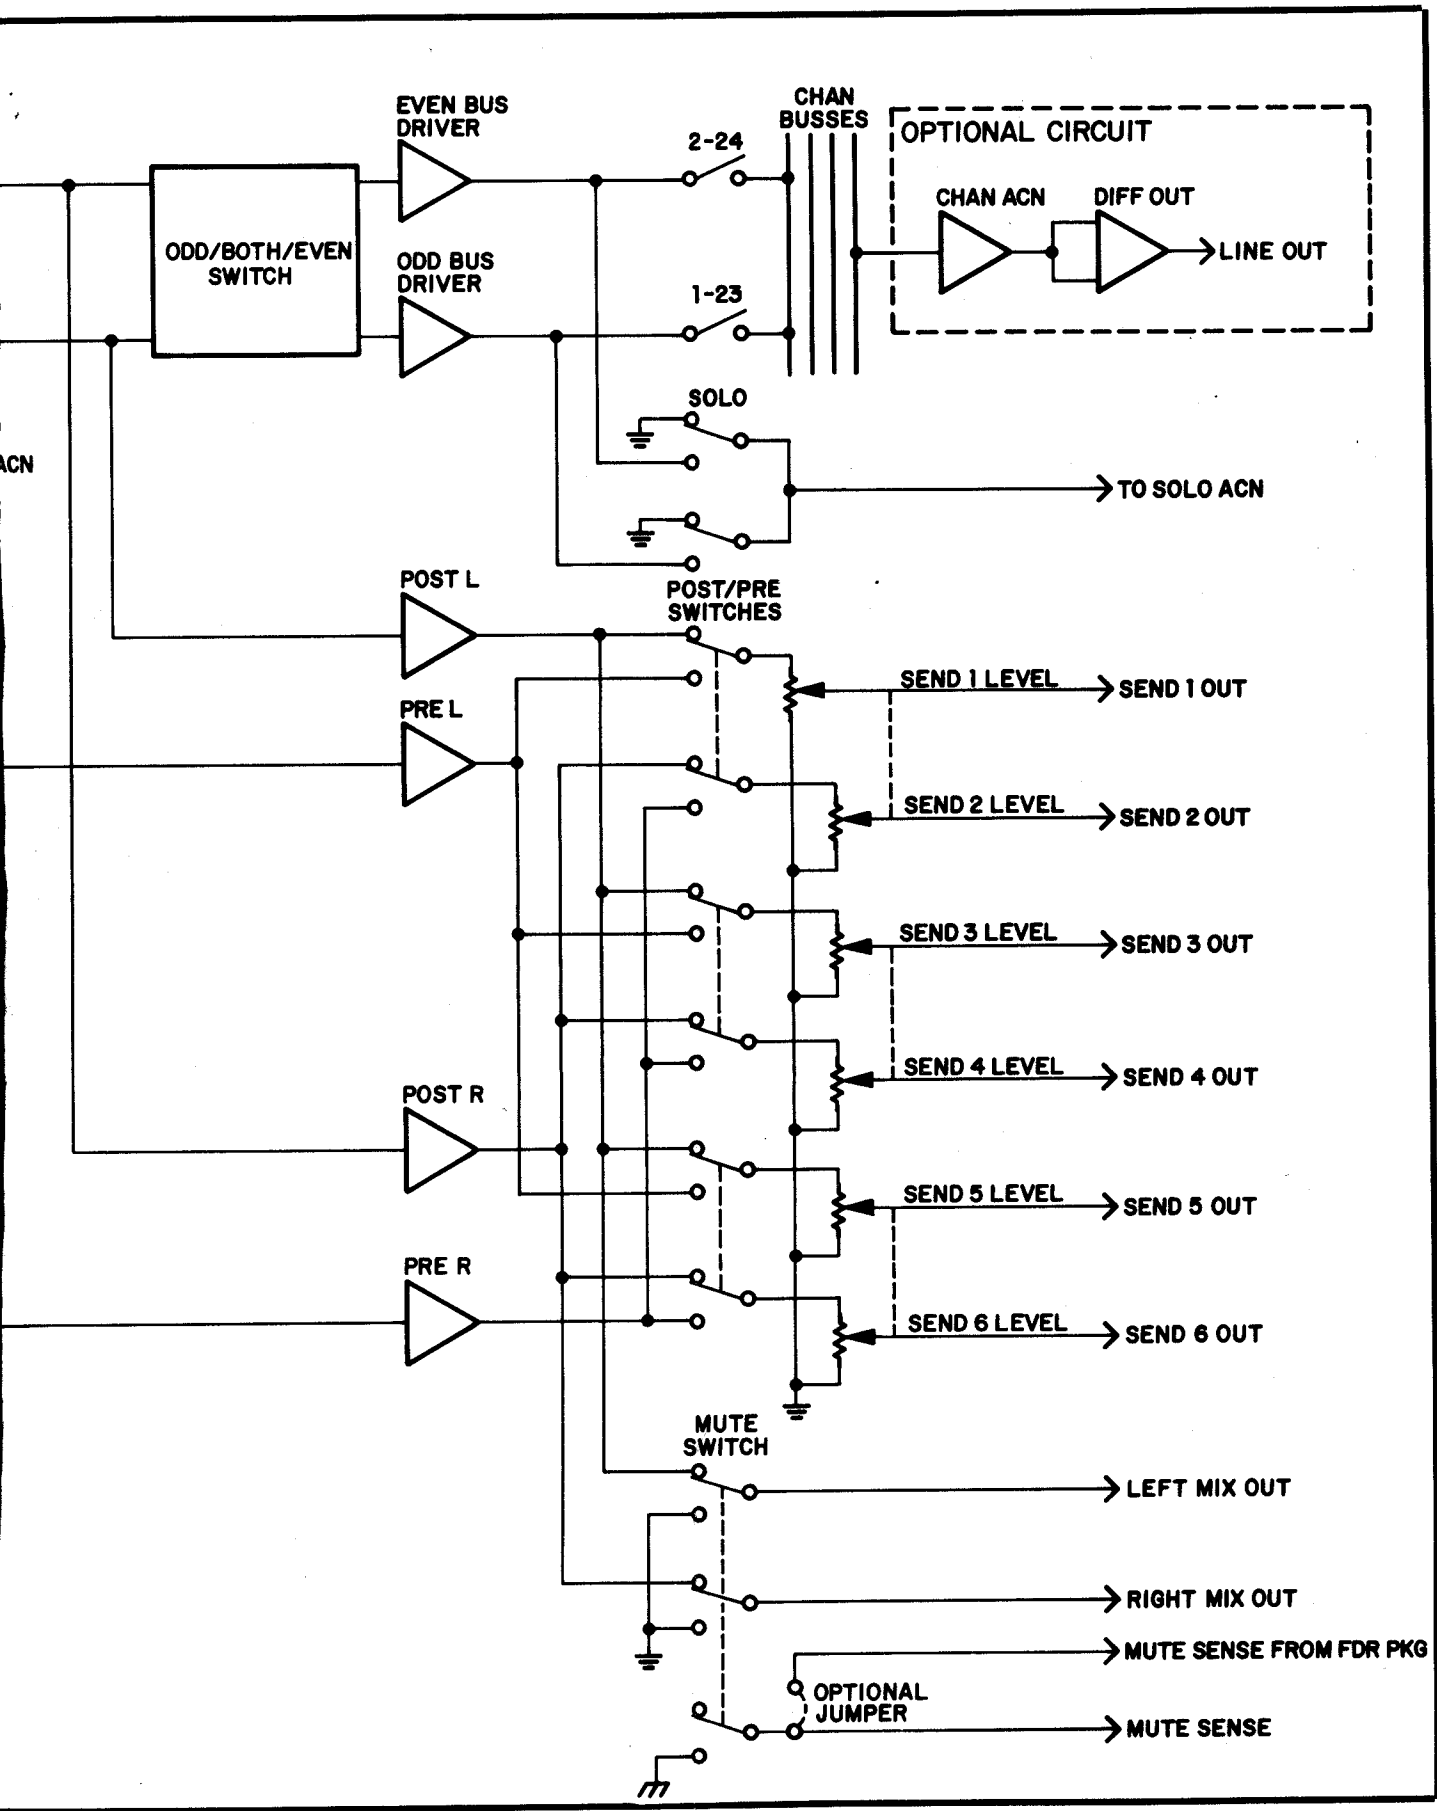 EVEN BUS
DRIVER
CHAN
BUSSES
2-24
OPTIONAL CIRCUIT
CHAN ACN
DIFF OUT
ODD/BOTH/EVEN
SWITCH
ODD BUS
DRIVER
LINE OUT
1-23
SOLO
ACN
TO SOLO ACN
POST L
POST/PRE
SWITCHES
SEND 1 LEVEL
SEND 1 OUT
PRE L
SEND 2 LEVEL
SEND 2 OUT
SEND 3 LEVEL
SEND 3 OUT
SEND 4 LEVEL
SEND 4 OUT
POST R
SEND 5 LEVEL
SEND 5 OUT
PRE R
SEND 6 LEVEL
SEND 6 OUT
MUTE
SWITCH
LEFT MIX OUT
RIGHT MIX OUT
MUTE SENSE FROM FDR PKG
OPTIONAL
JUMPER
MUTE SENSE